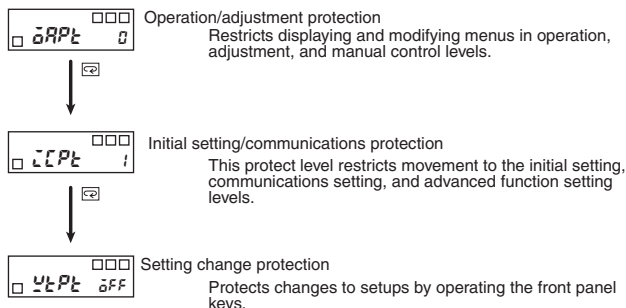 Operation/adjustment protection
oAPt 0
Restricts displaying and modifying menus in operation,
adjustment, and manual control levels.
Initial setting/communications protection
iCPt 1
This protect level restricts movement to the initial setting,
communications setting, and advanced function setting
levels.
Setting change protection
WtPt oFF
Protects changes to setups by operating the front panel
keys.